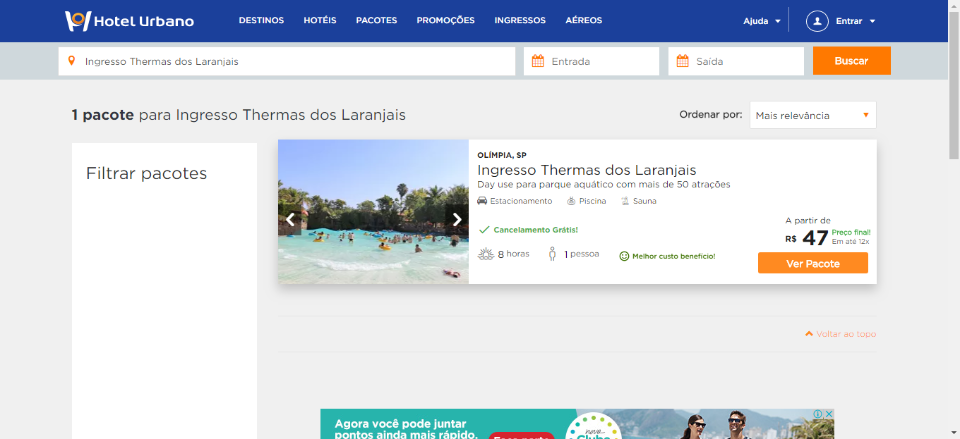 Hotel Urbano
DESTINOS HOTÉIS PACOTES PROMOÇÕES INGRESSOS AÉREOS
Ajuda
Entrar
Ingresso Thermas dos Laranjais
Entrada
Saída
Buscar
1 pacote para Ingresso Thermas dos Laranjais
Ordenar por:
Mais relevância
Filtrar pacotes
OLÍMPIA, SP
Ingresso Thermas dos Laranjais
Day use para parque aquático com mais de 50 atrações
Estacionamento Piscina Sauna
Cancelamento Grátis!
8 horas 1 pessoa Melhor custo benefício!
A partir de
R$ 47 Preço final!
Em até 12x
Ver Pacote
Voltar ao topo
Agora você pode juntar
pontos ainda mais rápido.
nova